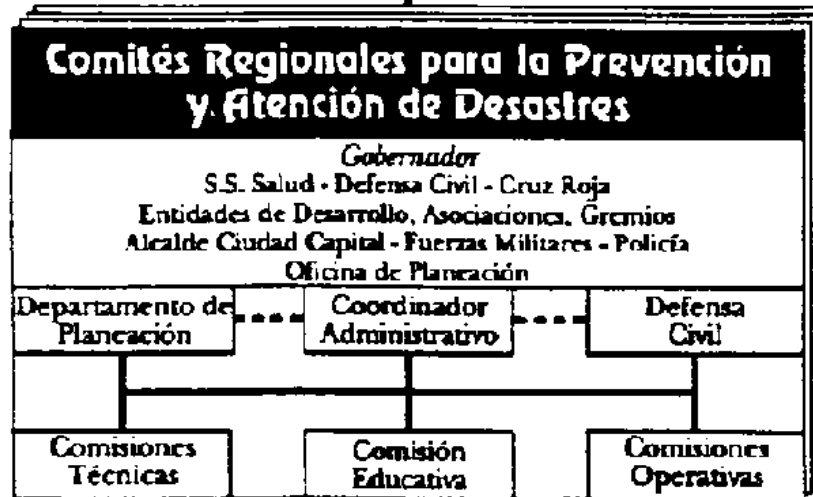 Comités Regionales para la Prevención
y Atención de Desastres
Gobernador
S.S. Salud - Defensa Civil - Cruz Roja
Entidades de Desarrollo, Asociaciones, Gremios
Alcalde Ciudad Capital - Fuerzas Militares - Policía
Oficina de Planeación
Departamento de
Planeación
Coordinador
Administrativo
Defensa
Civil
Comisiones
Técnicas
Comisión
Educativa
Comisiones
Operativas